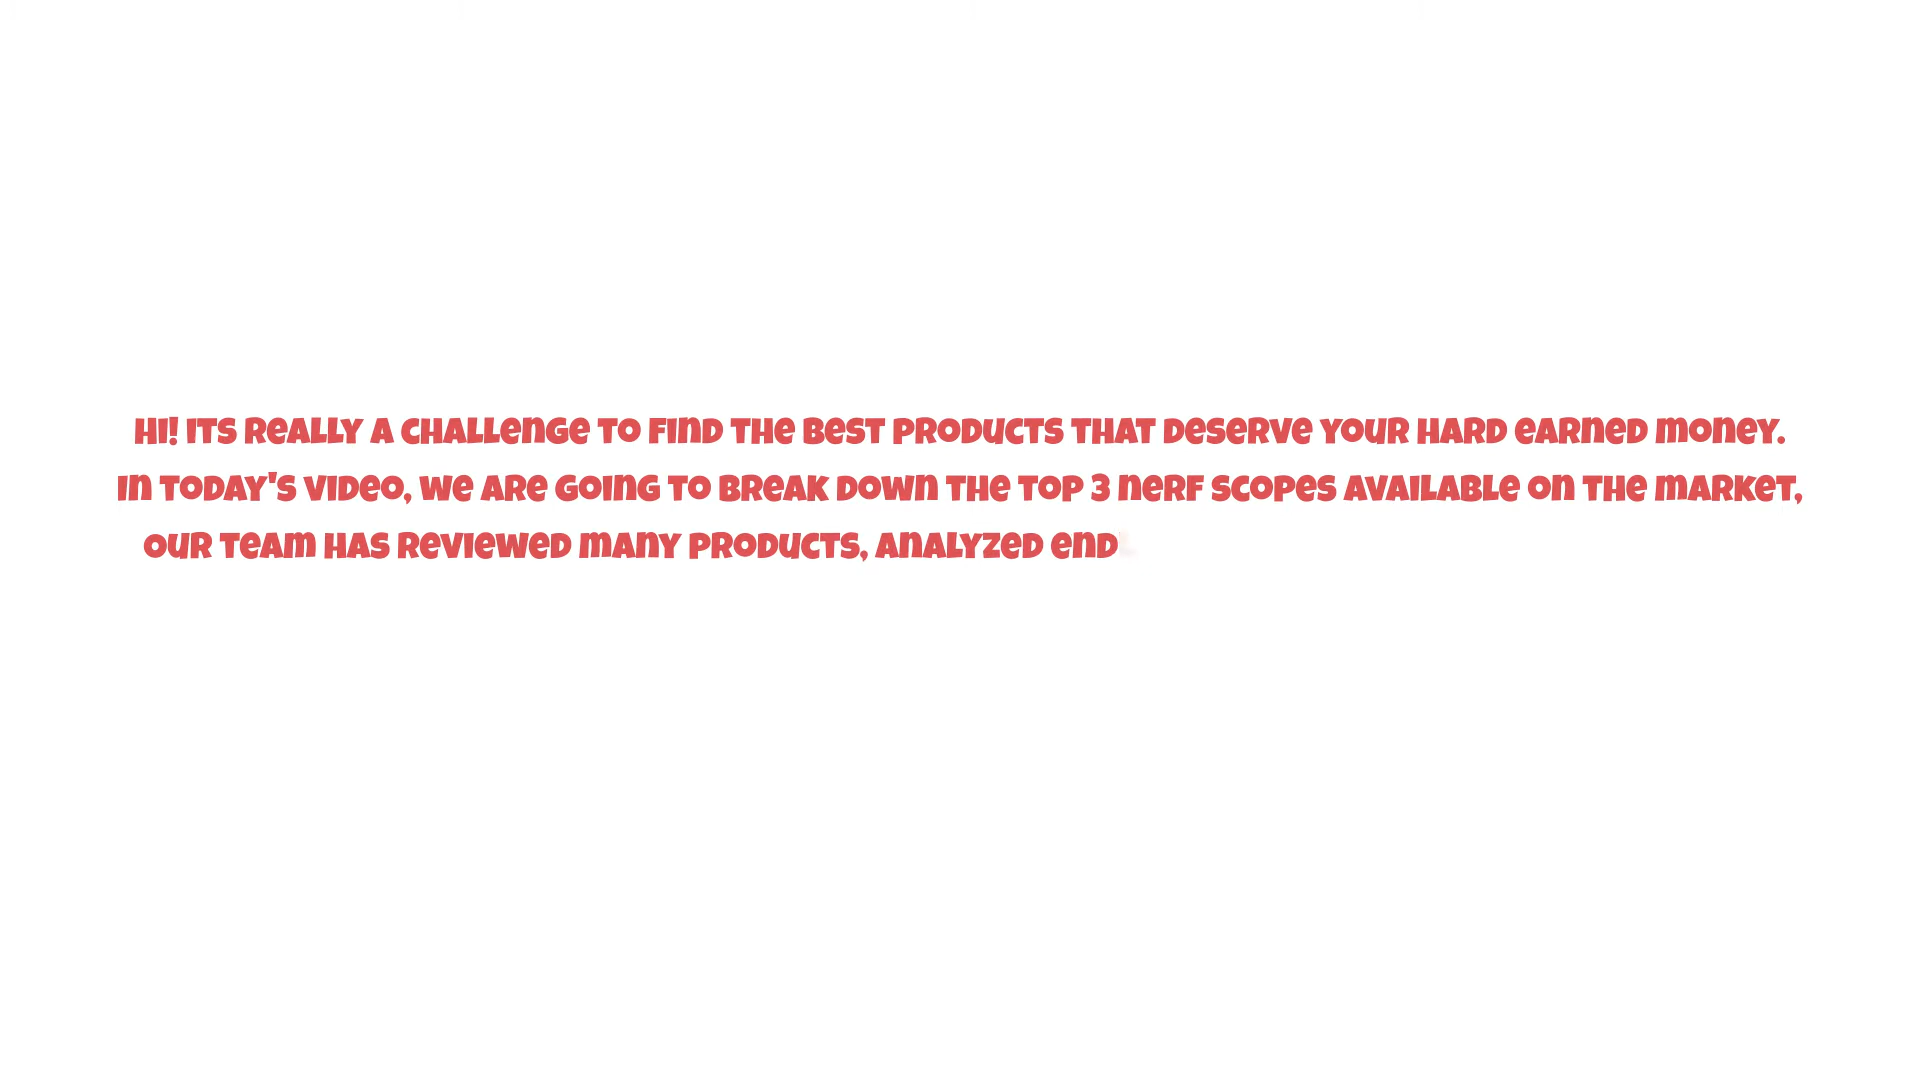 Hi! Its really a challenge to find the best products that deserve your hard earned money.
In today's video, we are going to break down the top 3 nerf scopes available on the market,
our team has reviewed many products, analyzed end